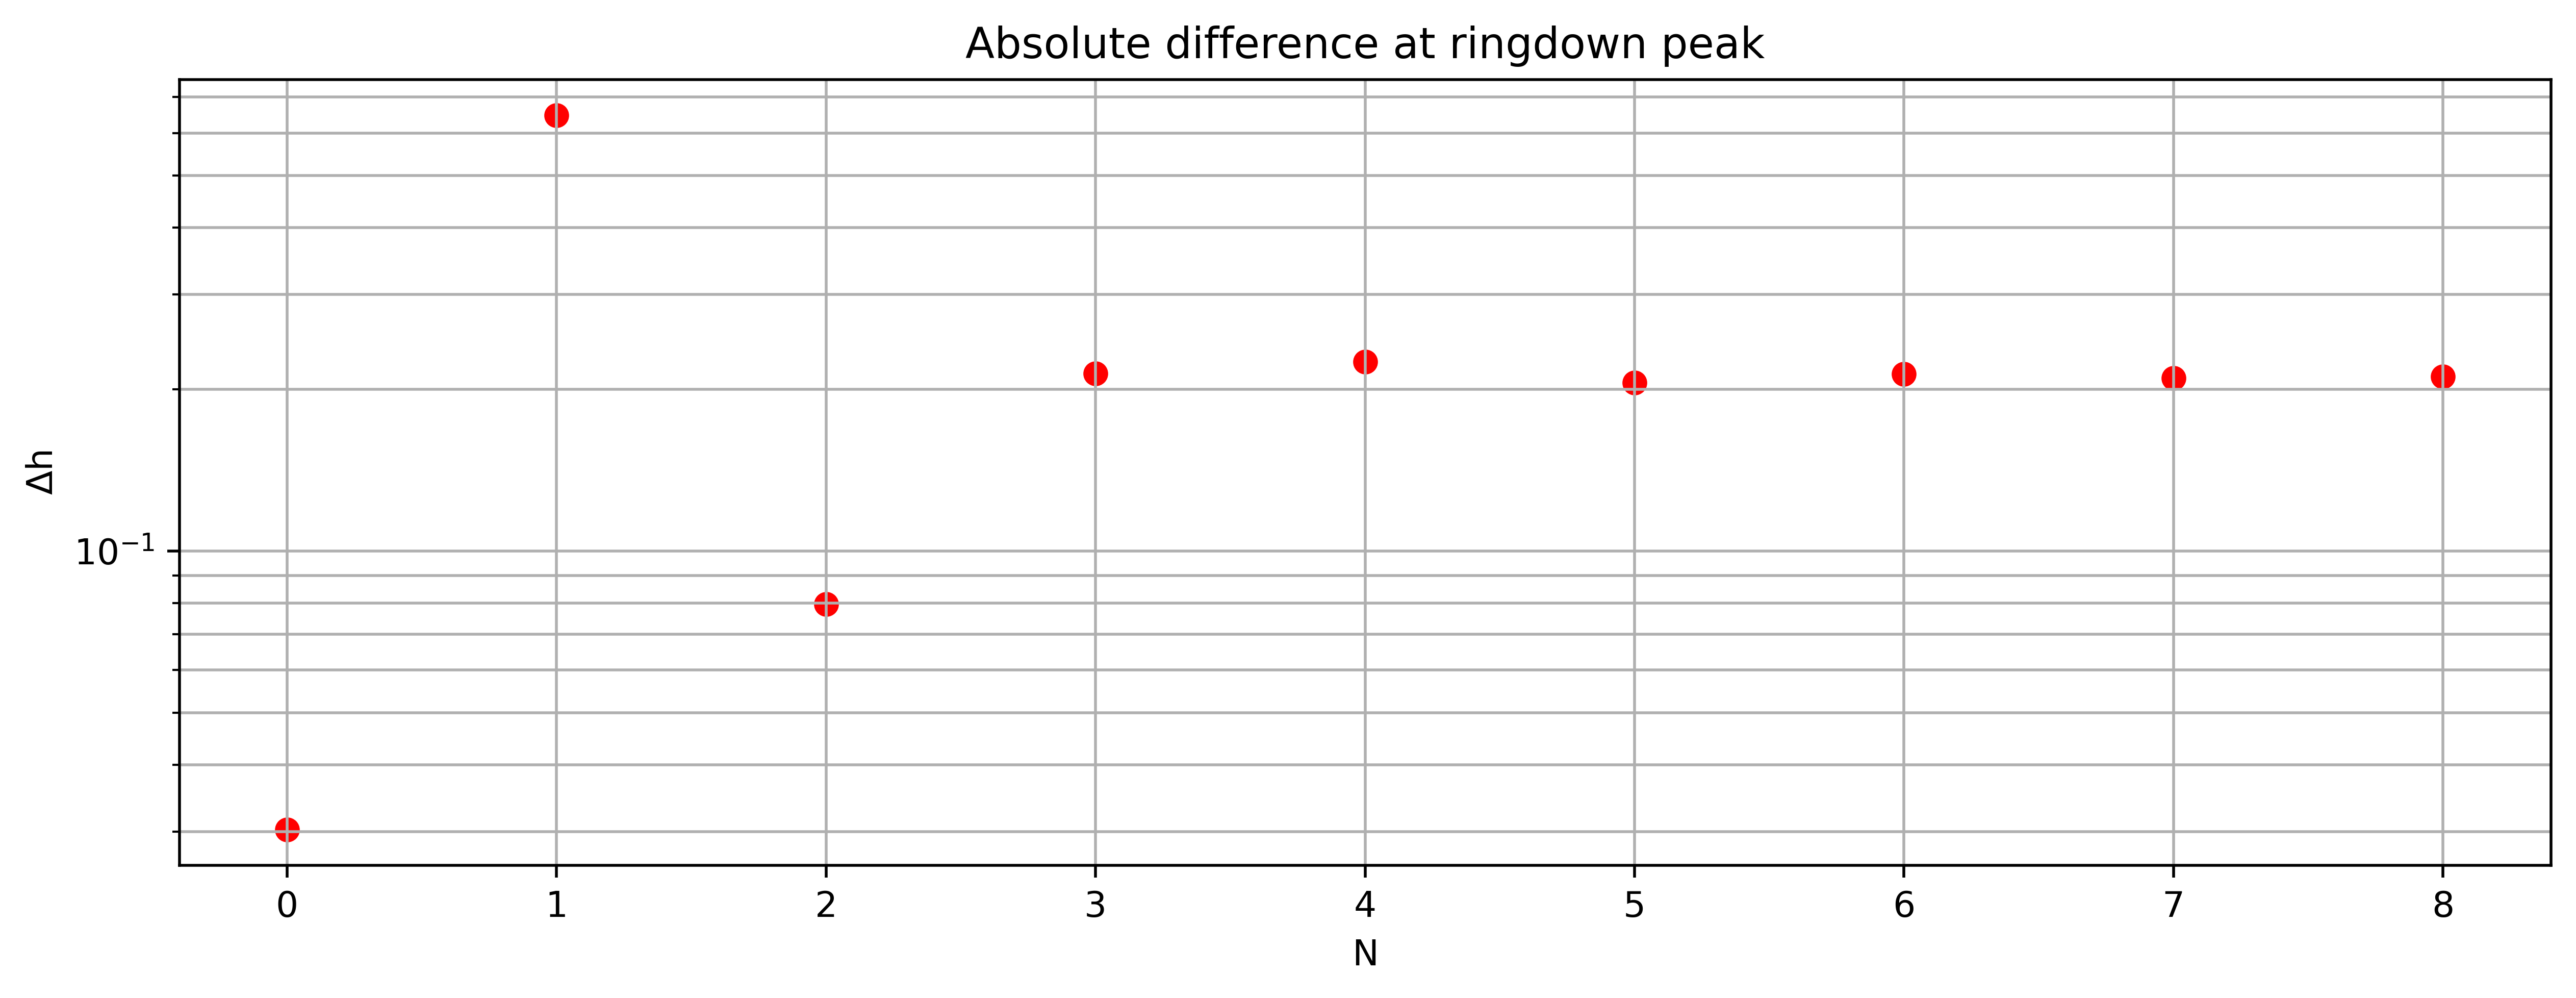 Absolute difference at ringdown peak
Δh
10⁻¹
0 1 2 3 4 5 6 7 8
N